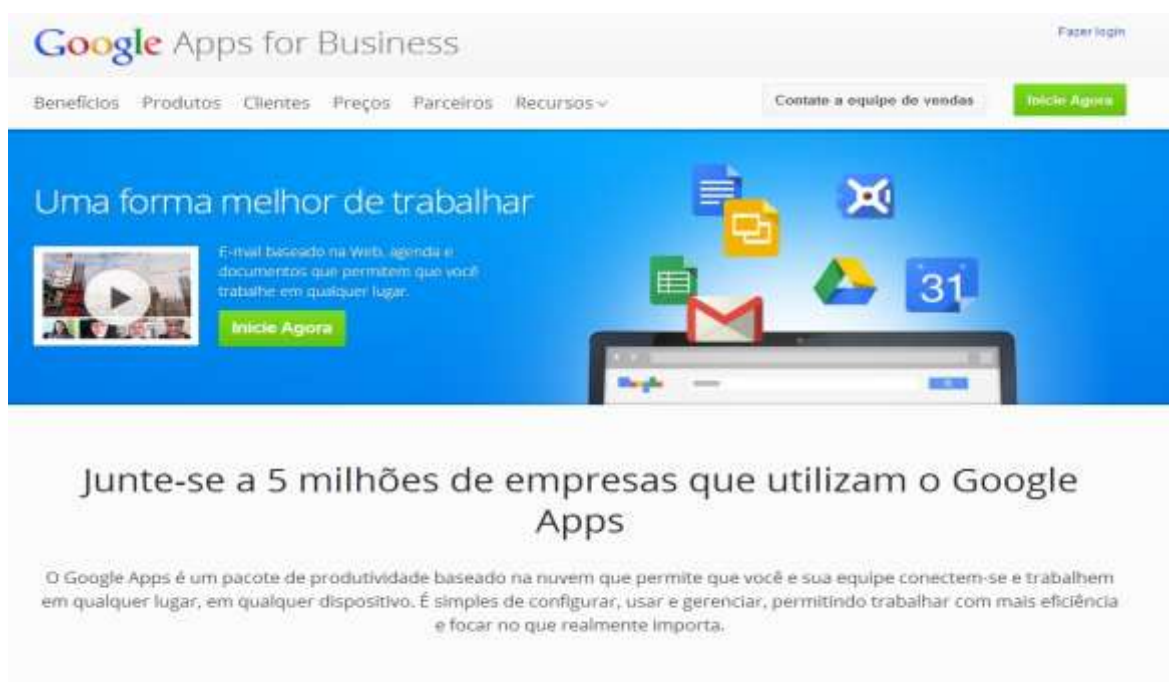 Google Apps for Business
Fazer login
Benefícios Produtos Clientes Preços Parceiros Recursos
Contate a equipe de vendas
Inicie Agora
Uma forma melhor de trabalhar
E-mail baseado na Web, agenda e
documentos que permitem que você
trabalhe em qualquer lugar.
Inicie Agora
31
Google
Junte-se a 5 milhões de empresas que utilizam o Google
Apps
O Google Apps é um pacote de produtividade baseado na nuvem que permite que você e sua equipe conectem-se e trabalhem
em qualquer lugar, em qualquer dispositivo. É simples de configurar, usar e gerenciar, permitindo trabalhar com mais eficiência
e focar no que realmente importa.